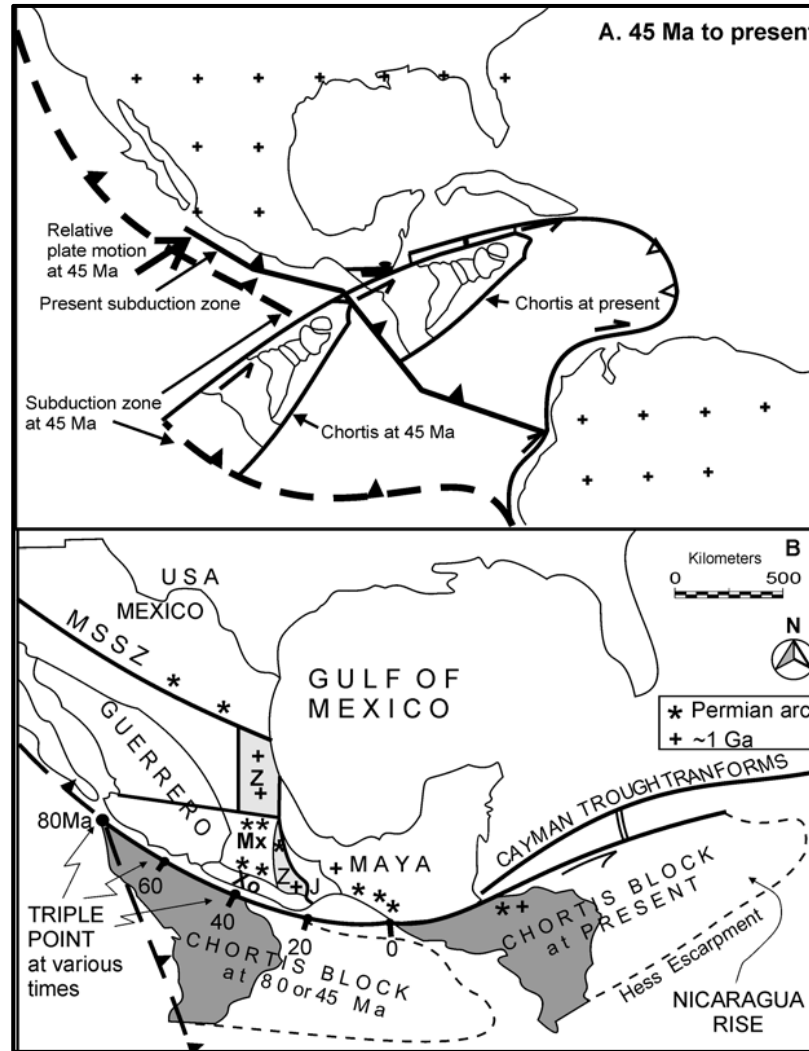 A. 45 Ma to present
Relative
plate motion
at 45 Ma
Present subduction zone
Chortis at present
Subduction zone
at 45 Ma
Chortis at 45 Ma
B
Kilometers
0 500
N
* Permian arc
+ ~1 Ga
USA
MEXICO
MSSZ
GULF OF
MEXICO
GUERRERO
Z
CAYMAN TROUGH TRANFORMS
80Ma
Mx
MAYA
Xo
Z
J
60
40
20
0
TRIPLE
POINT
at various
times
CHORTIS BLOCK
at 80 or 45 Ma
CHORTIS BLOCK
at PRESENT
Hess Escarpment
NICARAGUA
RISE